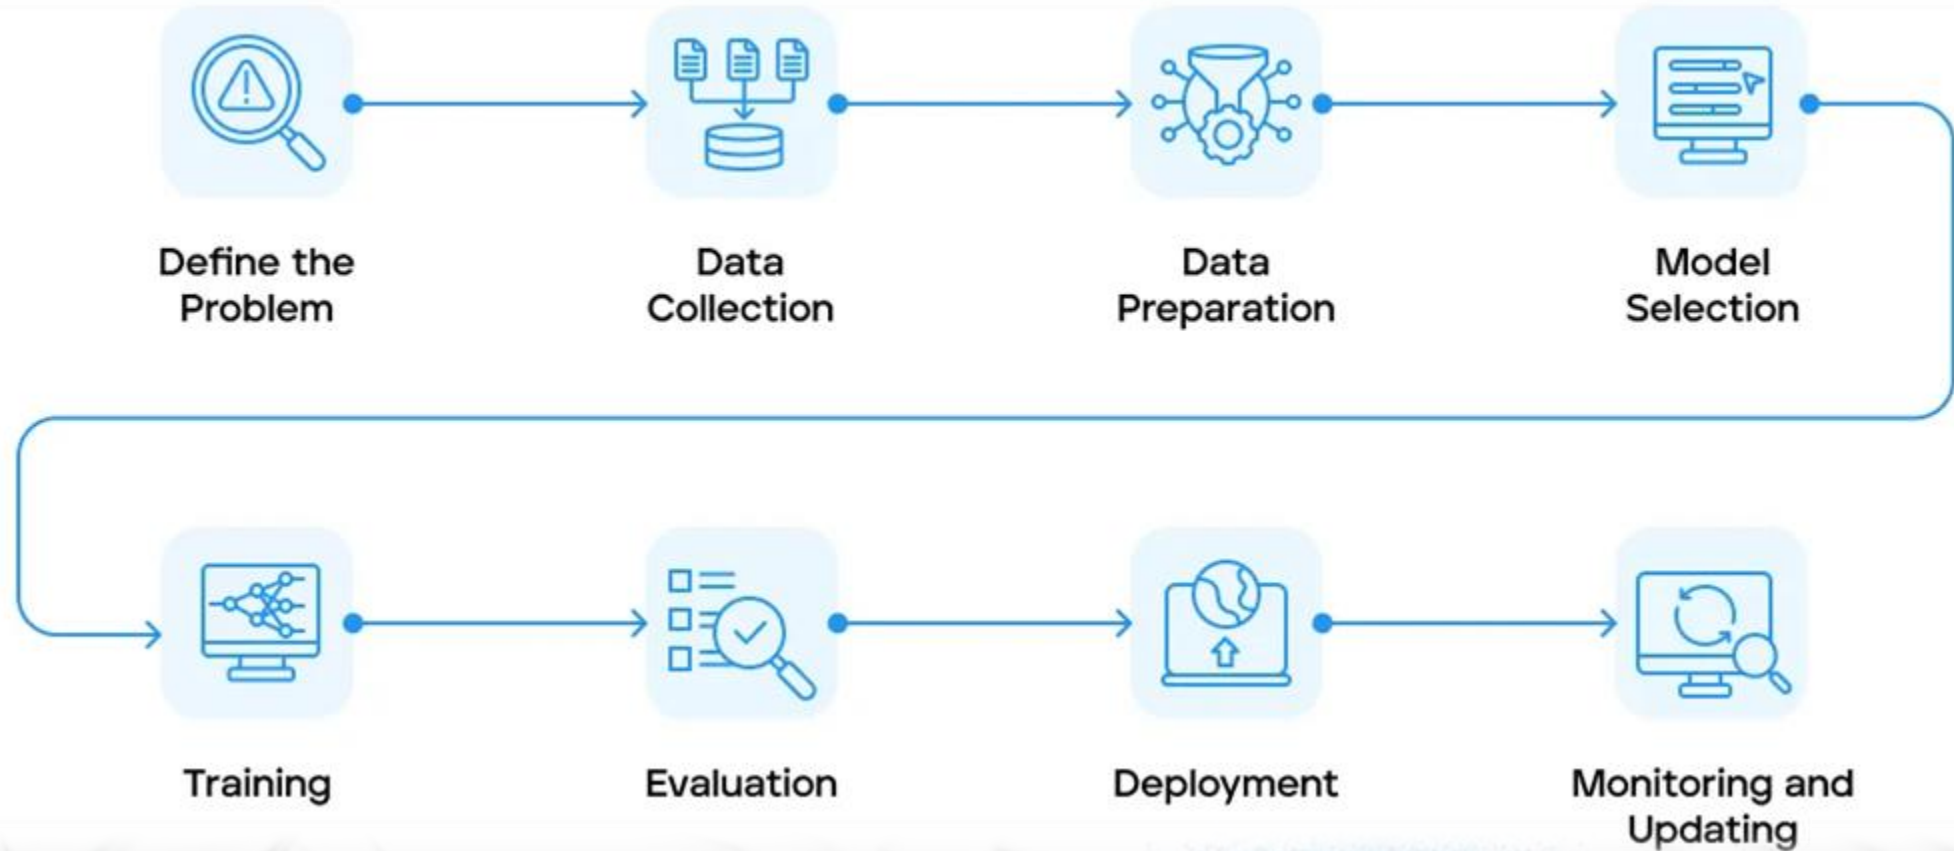 Define the
Problem
Data
Collection
Data
Preparation
Model
Selection
Training
Evaluation
Deployment
Monitoring and
Updating